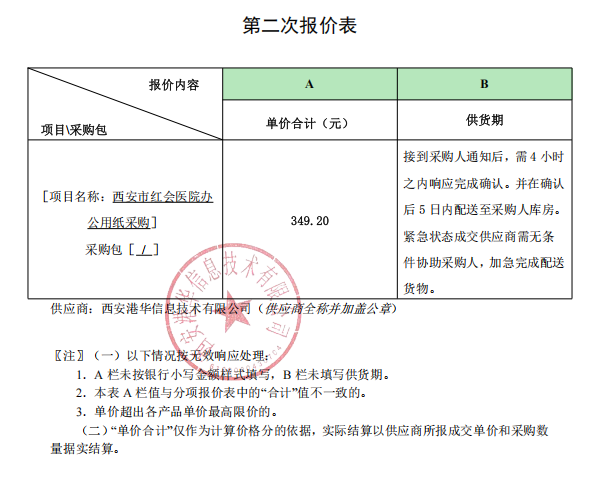 第二次报价表
报价内容
项目\采购包
A
B
单价合计（元）
供货期
［项目名称：西安市红会医院办
公用纸采购］
采购包［ / ］
349.20
接到采购人通知后，需 4 小时
之内响应完成确认。并在确认
后 5 日内配送至采购人库房。
紧急状态成交供应商需无条
件协助采购人，加急完成配送
货物。
供应商：西安港华信息技术有限公司（供应商全称并加盖公章）
西安港华信息技术有限公司
〖注〗（一）以下情况按无效响应处理：
1．A 栏未按银行小写金额样式填写，B 栏未填写供货期。
2．本表 A 栏值与分项报价表中的“合计”值不一致的。
3．单价超出各产品单价最高限价的。
（二）“单价合计”仅作为计算价格分的依据，实际结算以供应商所报成交单价和采购数
量据实结算。